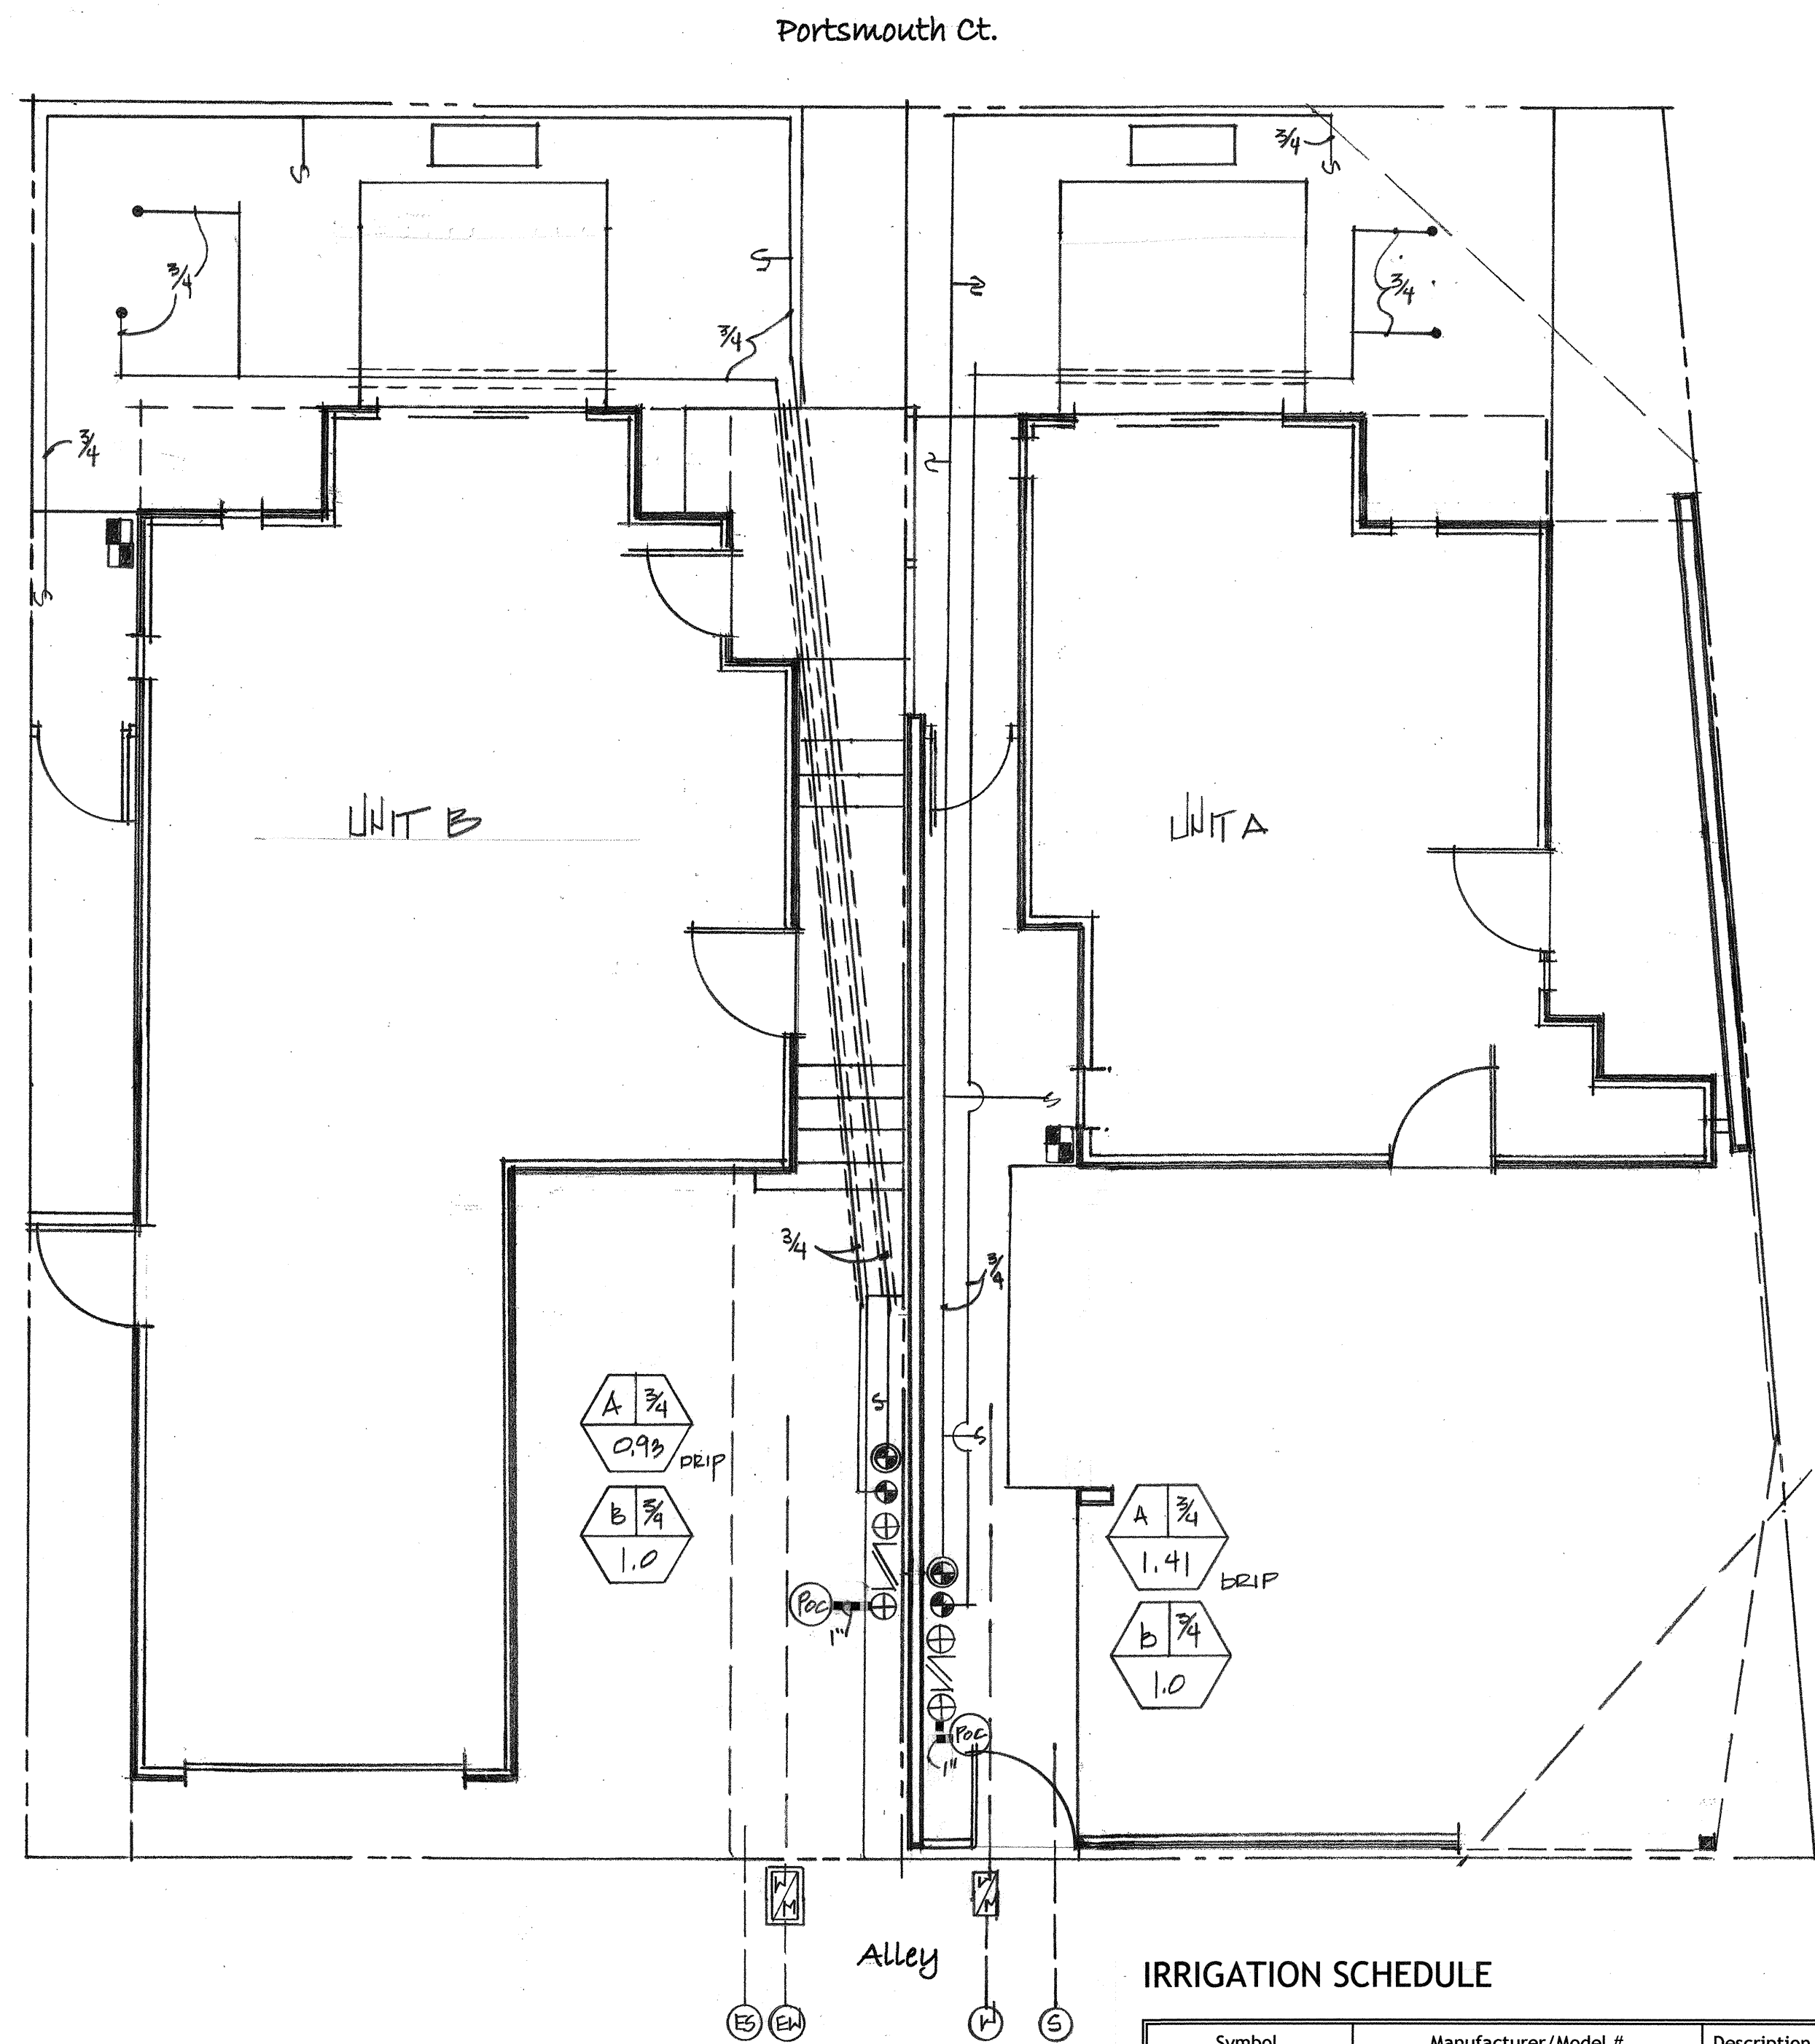 Portsmouth Ct.
3/4
3/4
3/4
3/4
3/4
UNIT B
UNIT A
3/4
3/4
A 3/4
0.93
DRIP
B 3/4
1.0
A 3/4
1.41
DRIP
B 3/4
1.0
POC
1"
POC
1"
W/M
W/M
Alley
IRRIGATION SCHEDULE
ES
EW
W
S
Symbol
Manufacturer/Model #
Description